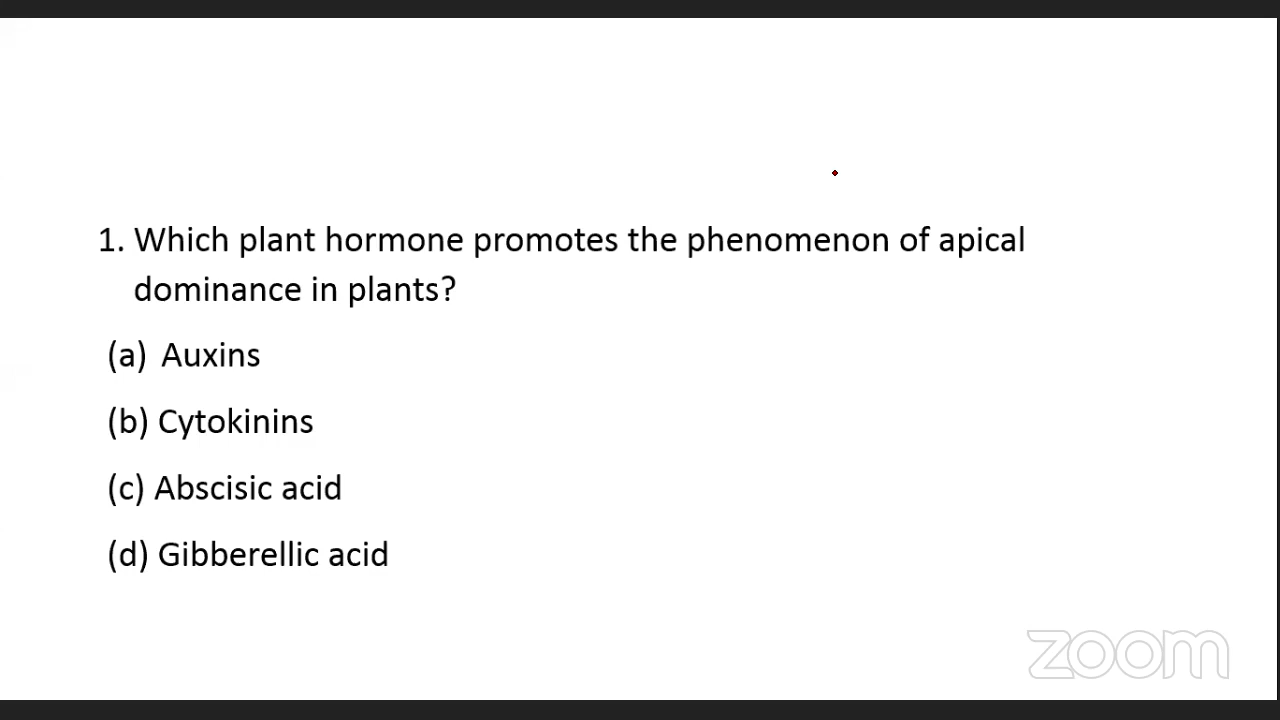 1. Which plant hormone promotes the phenomenon of apical
dominance in plants?
(a) Auxins
(b) Cytokinins
(c) Abscisic acid
(d) Gibberellic acid
zoom